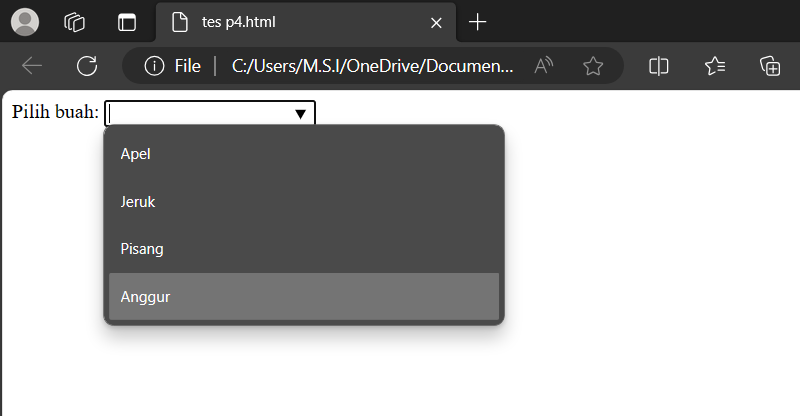 tes p4.html
File C:/Users/M.S.I/OneDrive/Documen...
Pilih buah:
Apel
Jeruk
Pisang
Anggur